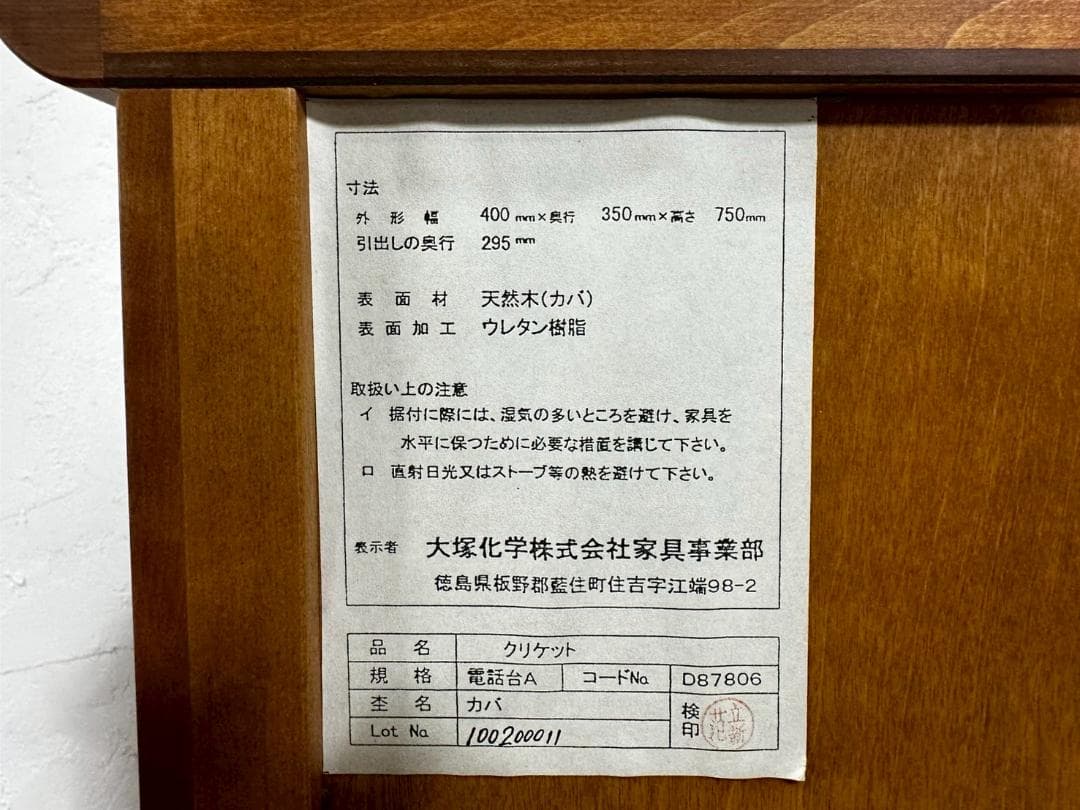 寸法
外形幅 400mm×奥行 350mm×高さ 750mm
引出しの奥行 295mm
表面材 天然木(カバ)
表面加工 ウレタン樹脂
取扱い上の注意
イ 据付に際には、湿気の多いところを避け、家具を
水平に保つために必要な措置を講じて下さい。
ロ 直射日光又はストーブ等の熱を避けて下さい。
表示者 大塚化学株式会社家具事業部
徳島県板野郡藍住町住吉字江端98-2
品名 クリケット
規格 電話台A コードNo D87806
杢名 カバ 検印
Lot No 100200011